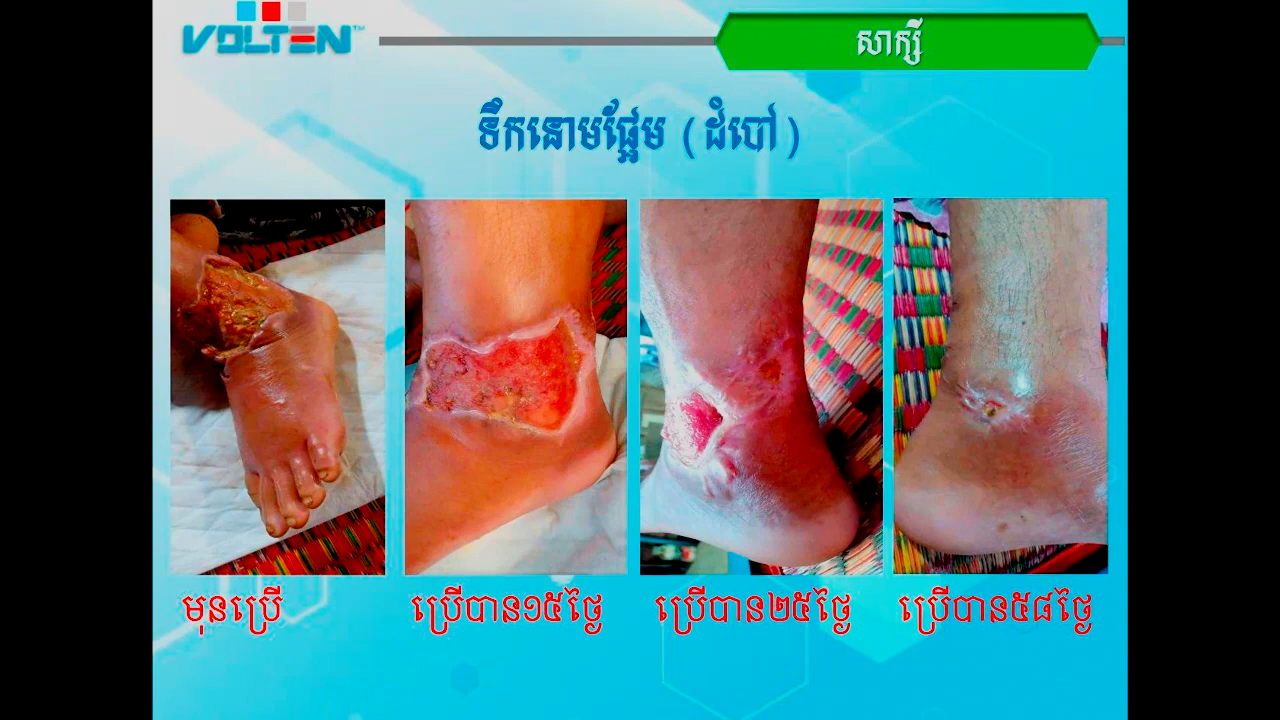 VOLTEN™
សាក្សី
ទឹកនោមផ្អែម (ដំបៅ)
មុនប្រើ
ប្រើបាន១៥ថ្ងៃ
ប្រើបាន២៥ថ្ងៃ
ប្រើបាន៥៨ថ្ងៃ